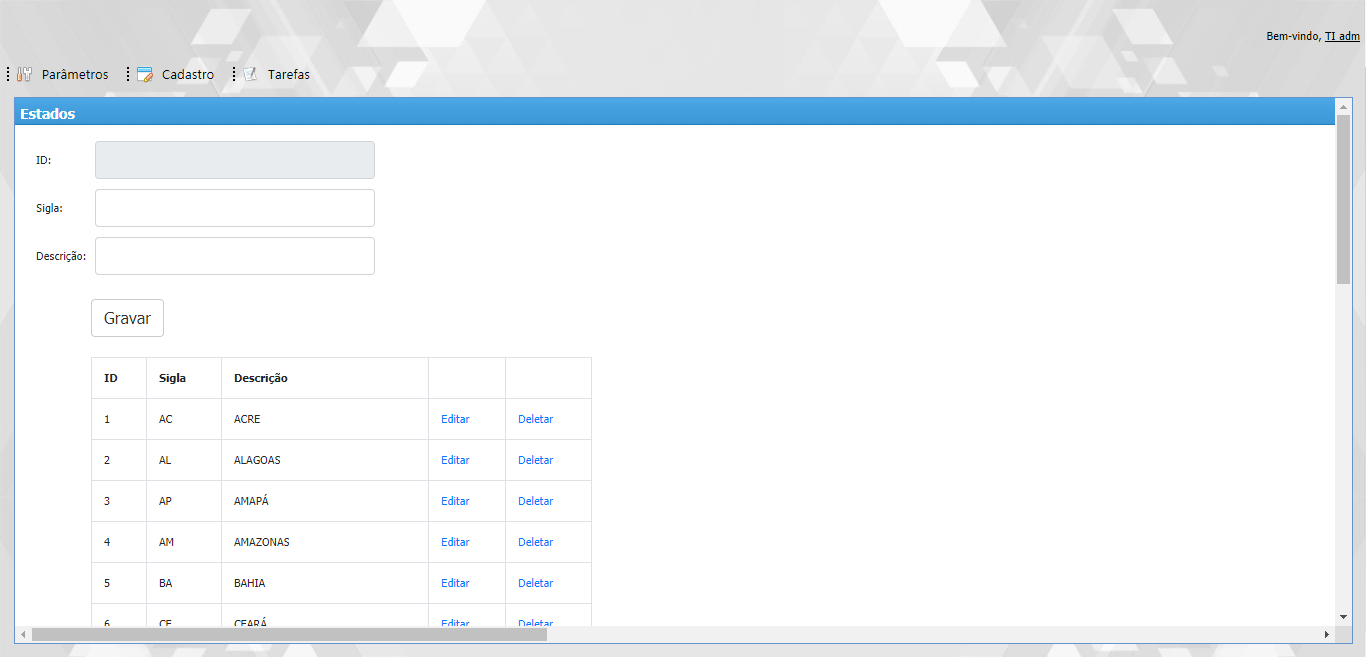 Bem-vindo, TI adm
Parâmetros Cadastro Tarefas
Estados
ID:
Sigla:
Descrição:
Gravar
ID Sigla Descrição
1 AC ACRE Editar Deletar
2 AL ALAGOAS Editar Deletar
3 AP AMAPÁ Editar Deletar
4 AM AMAZONAS Editar Deletar
5 BA BAHIA Editar Deletar
6 CE CEARÁ Editar Deletar